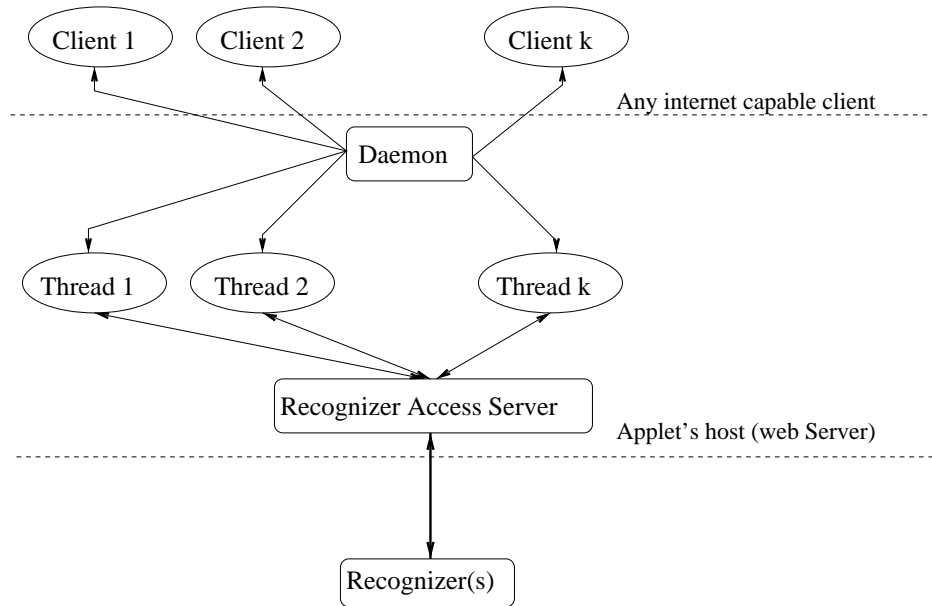 Client 1
Client 2
Client k
Any internet capable client
Daemon
Thread 1
Thread 2
Thread k
Recognizer Access Server
Applet's host (web Server)
Recognizer(s)